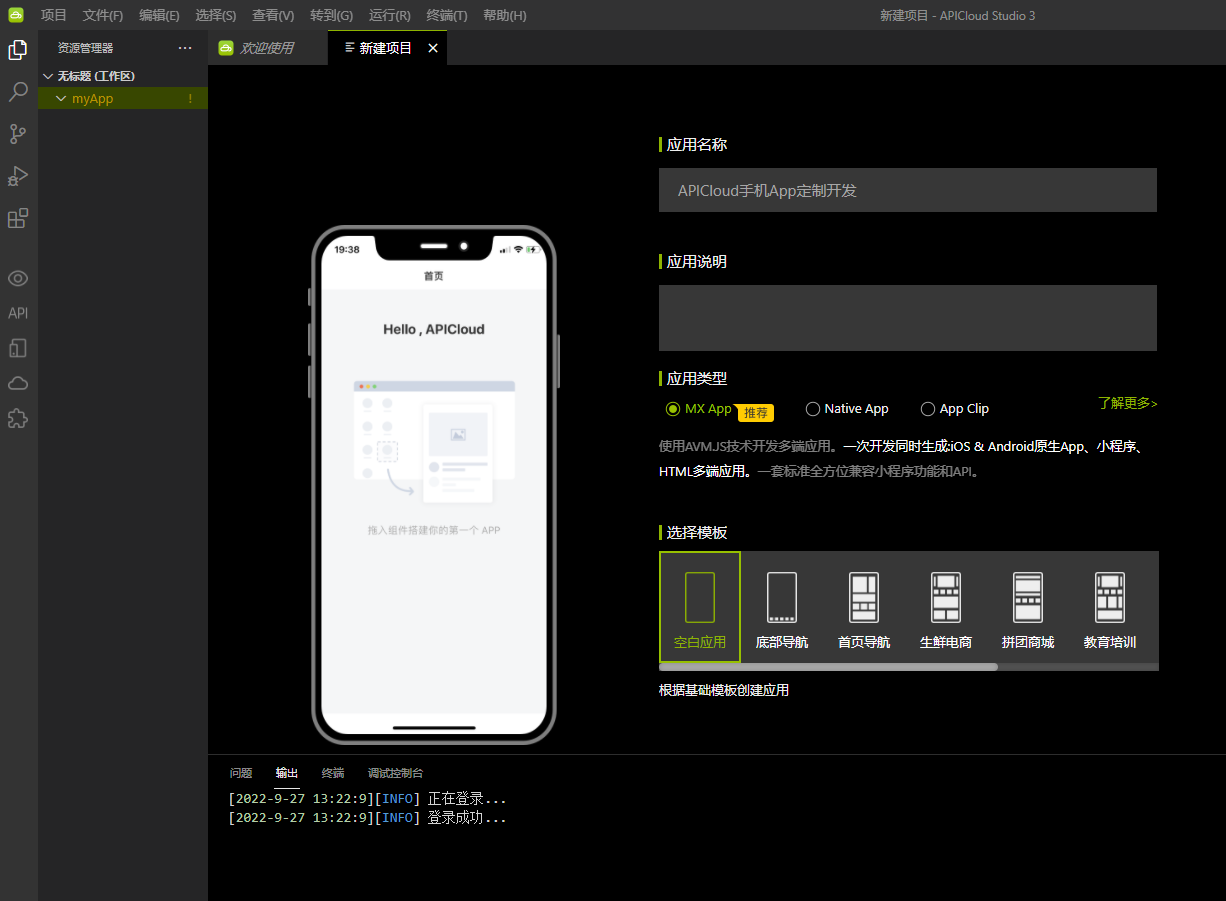 项目 文件(F) 编辑(E) 选择(S) 查看(V) 转到(G) 运行(R) 终端(T) 帮助(H) 新建项目 - APICloud Studio 3
资源管理器 ···
欢迎使用 新建项目
无标题 (工作区)
myApp !
API
19:38
首页
Hello , APICloud
拖入组件搭建你的第一个 APP
应用名称
APICloud手机App定制开发
应用说明
应用类型
MX App 推荐 Native App App Clip 了解更多>
使用AVM.JS技术开发多端应用。一次开发同时生成:iOS & Android原生App、小程序、
HTML多端应用。一套标准全方位兼容小程序功能和API。
选择模板
空白应用 底部导航 首页导航 生鲜电商 拼团商城 教育培训
根据基础模板创建应用
问题 输出 终端 调试控制台
[2022-9-27 13:22:9][INFO] 正在登录...
[2022-9-27 13:22:9][INFO] 登录成功...